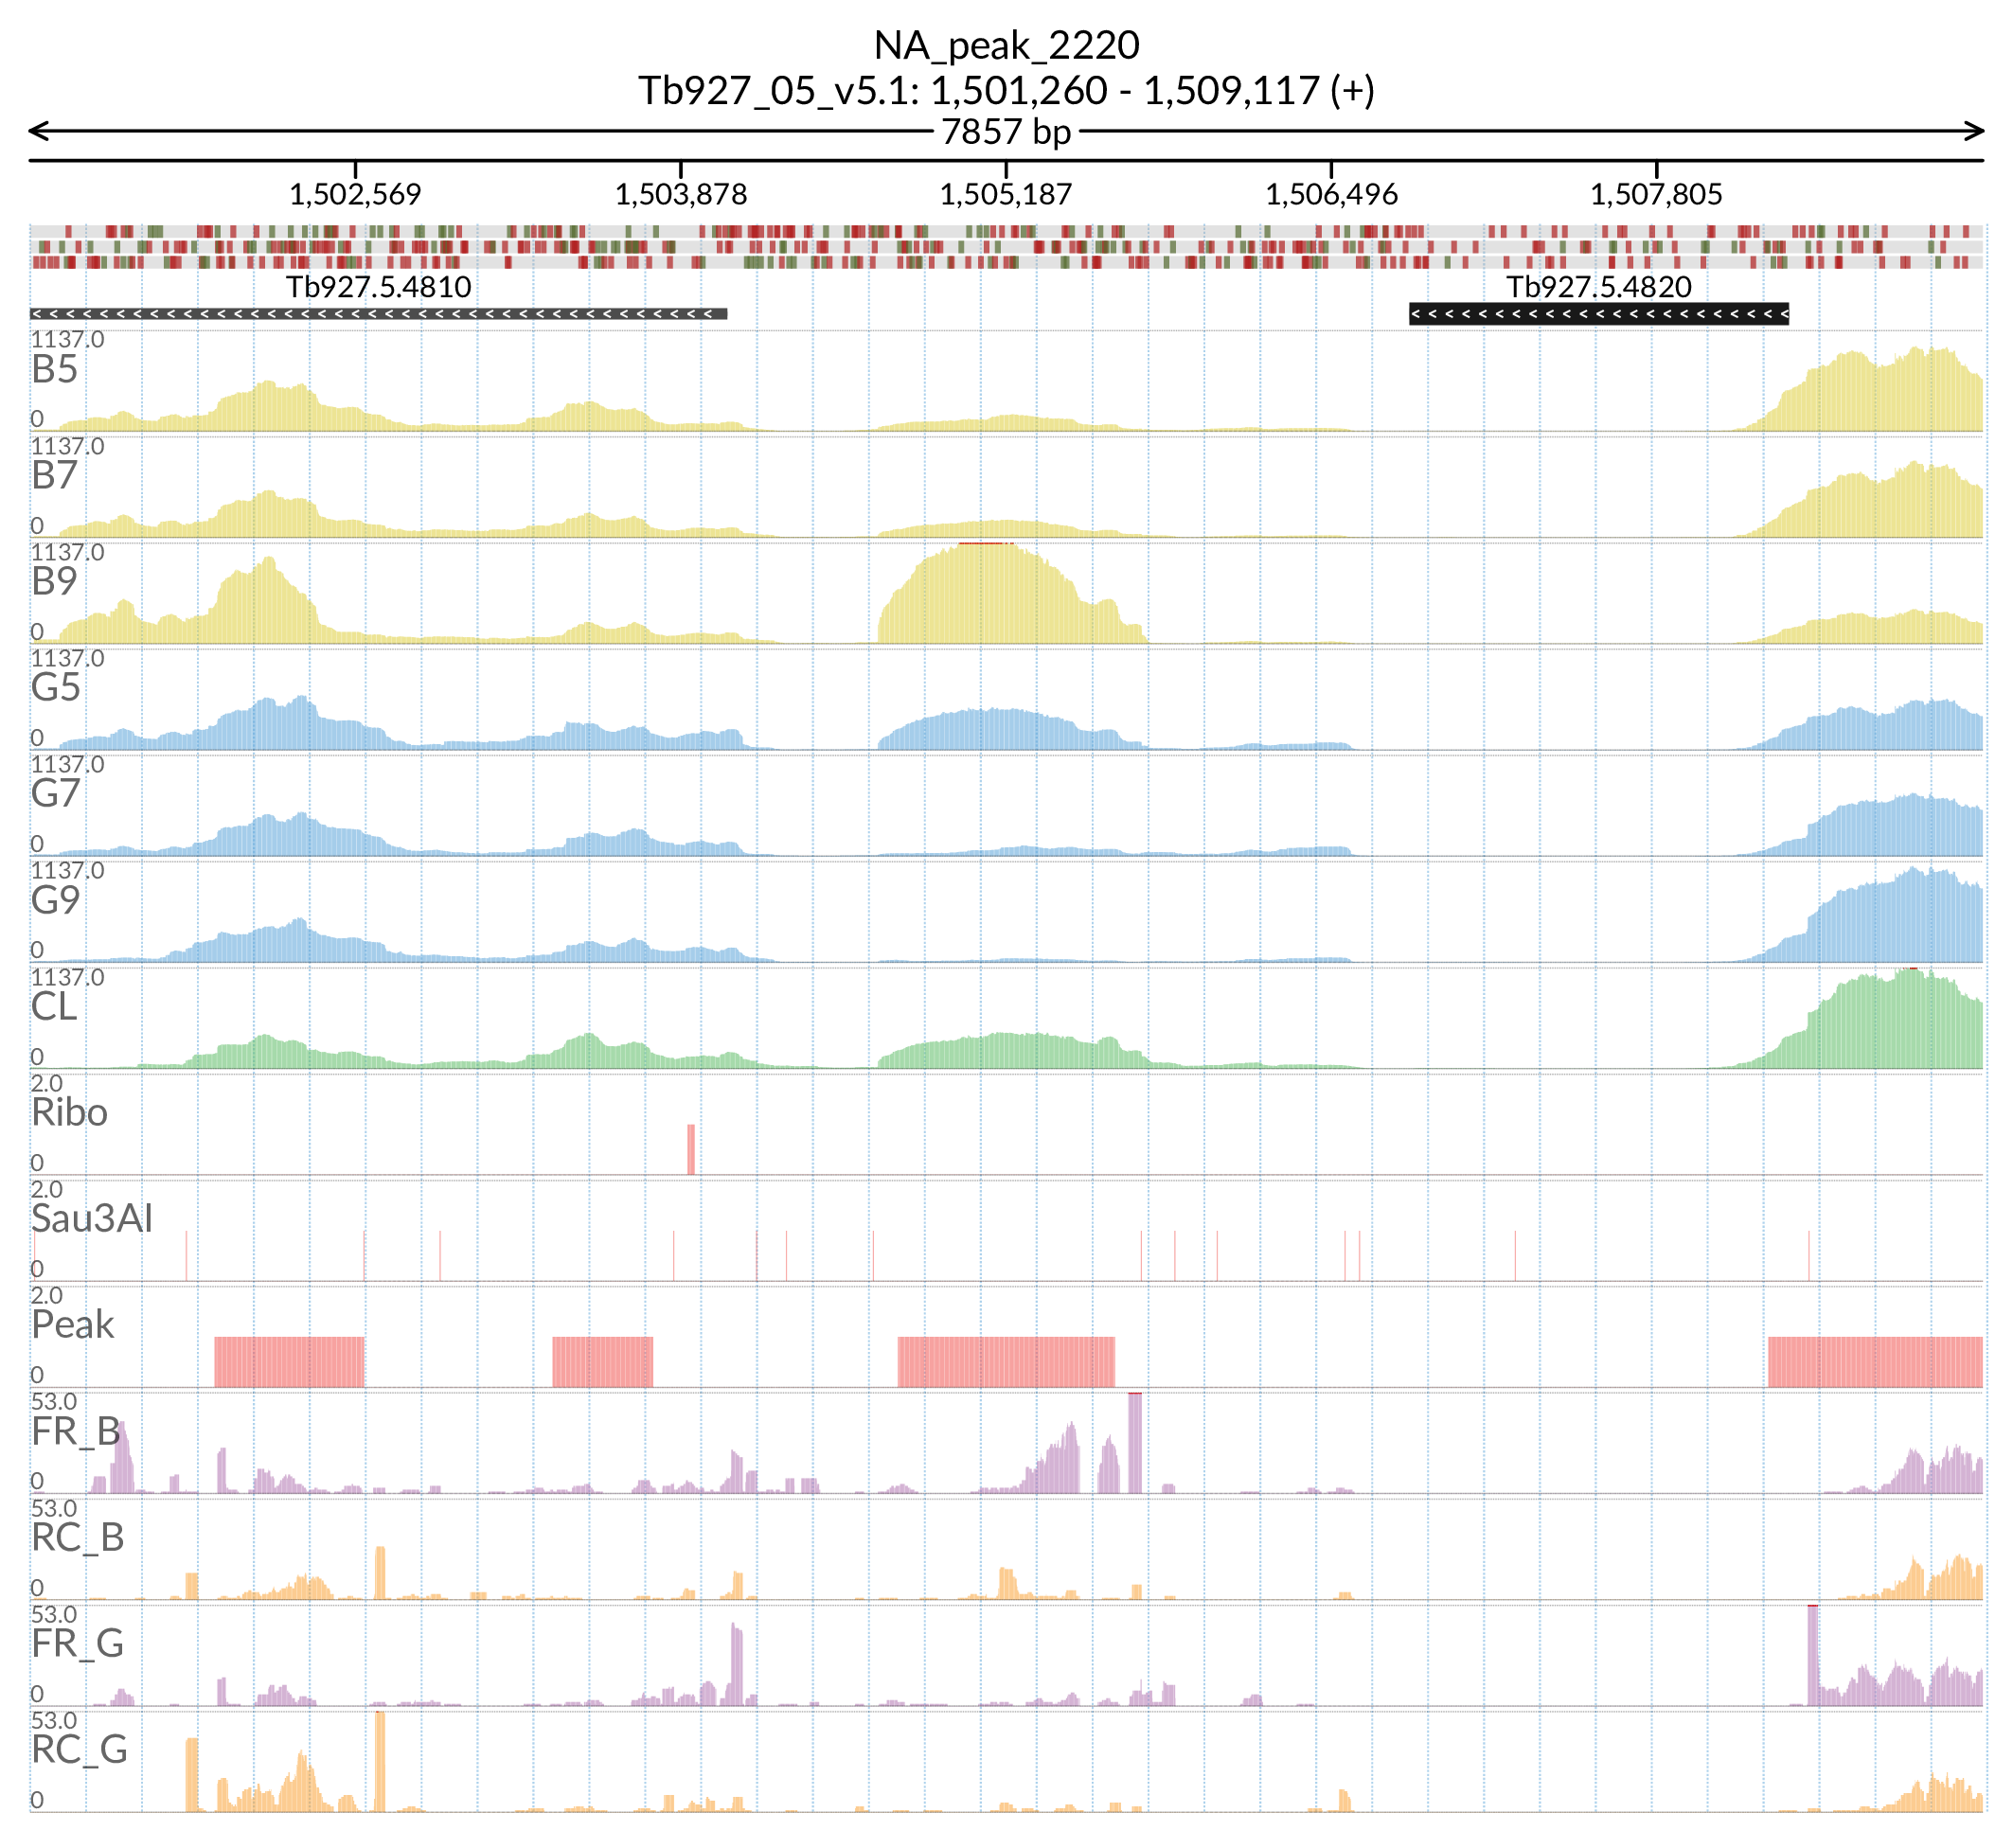 NA_peak_2220
Tb927_05_v5.1: 1,501,260 - 1,509,117 (+)
7857 bp
1,502,569 1,503,878 1,505,187 1,506,496 1,507,805
Tb927.5.4810 Tb927.5.4820
1137.0
B5
0
1137.0
B7
0
1137.0
B9
0
1137.0
G5
0
1137.0
G7
0
1137.0
G9
0
1137.0
CL
0
2.0
Ribo
0
2.0
Sau3AI
0
2.0
Peak
0
53.0
FR_B
0
53.0
RC_B
0
53.0
FR_G
0
53.0
RC_G
0